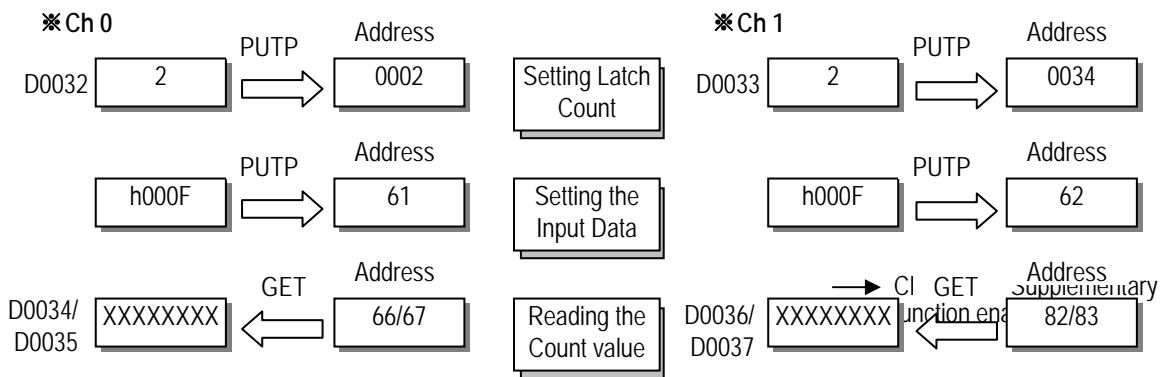 ※Ch 0
PUTP
Address
D0032
2
0002
Setting Latch
Count
※Ch 1
PUTP
Address
D0033
2
0034
PUTP
Address
h000F
61
Setting the
Input Data
PUTP
Address
h000F
62
GET
Address
D0034/
D0035
XXXXXXXX
66/67
Reading the
Count value
GET
Address
Supplementary
D0036/
D0037
XXXXXXXX
82/83